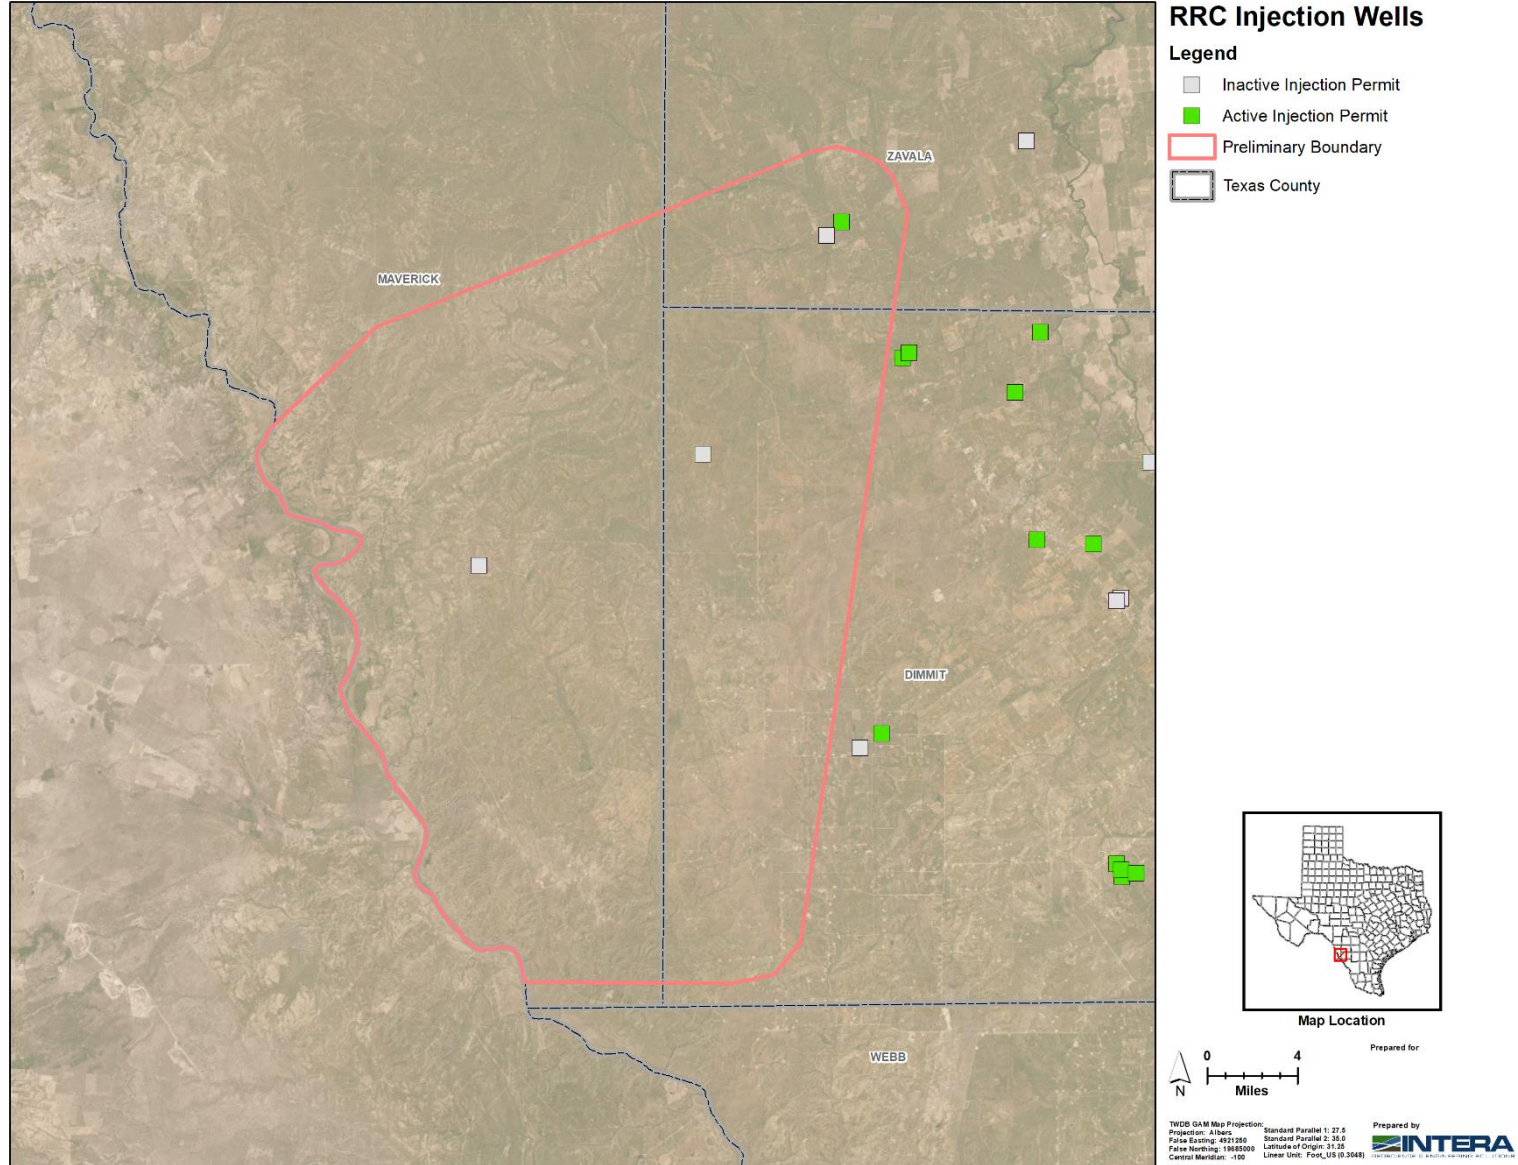 RRC Injection Wells
Legend
Inactive Injection Permit
Active Injection Permit
Preliminary Boundary
Texas County
ZAVALA
MAVERICK
DIMMIT
WEBB
Map Location
Prepared for
0 4
Miles
N
TWDB GAM Map Projection:
Projection: Albers
False Easting: 4921250
False Northing: 19685000
Central Meridian: -100
Standard Parallel 1: 27.5
Standard Parallel 2: 35.0
Latitude of Origin: 31.25
Linear Unit: Foot_US (0.3048)
Prepared by
INTERA
GEOSCIENCE & ENGINEERING SOLUTIONS